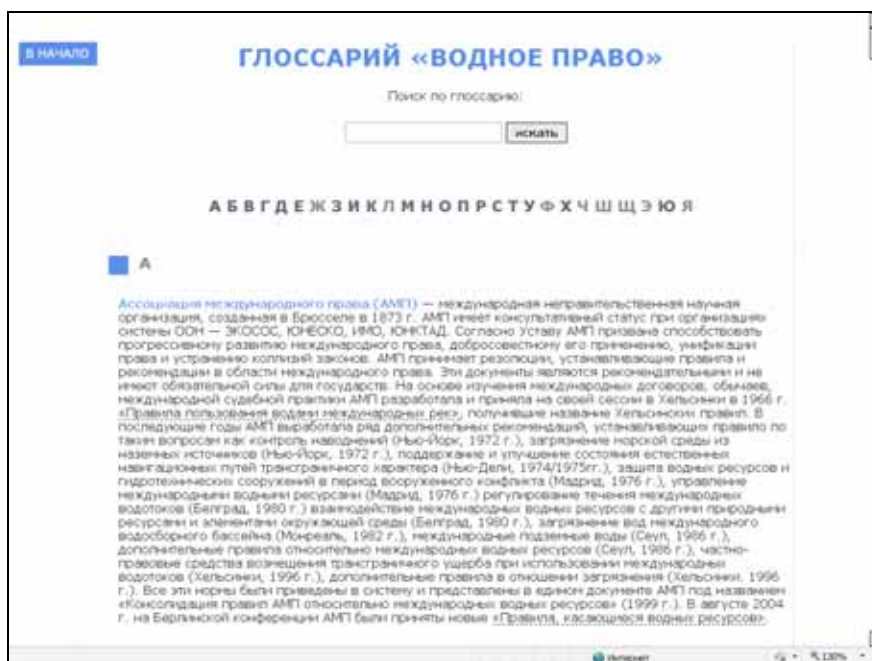 В НАЧАЛО
ГЛОССАРИЙ «ВОДНОЕ ПРАВО»
Поиск по глоссарию:
искать
А Б В Г Д Е Ж З И К Л М Н О П Р С Т У Ф Х Ч Ш Щ Э Ю Я
А
Ассоциация международного права (АМП) — международная неправительственная научная
организация, созданная в Брюсселе в 1873 г. АМП имеет консультативный статус при организациях
системы ООН — ЭКОСОС, ЮНЕСКО, ИМО, ЮНКТАД. Согласно Уставу АМП призвана способствовать
прогрессивному развитию международного права, добросовестному его применению, унификации
права и устранению коллизий законов. АМП принимает резолюции, устанавливающие правила и
рекомендации в области международного права. Эти документы являются рекомендательными и не
имеют обязательной силы для государств. На основе изучения международных договоров, обычаев,
международной судебной практики АМП разработала и приняла на своей сессии в Хельсинки в 1966 г.
«Правила пользования водами международных рек», получившие название Хельсинских правил. В
последующие годы АМП выработала ряд дополнительных рекомендаций, устанавливающих правило по
таким вопросам как контроль наводнений (Нью-Йорк, 1972 г.), загрязнение морской среды из
наземных источников (Нью-Йорк, 1972 г.), поддержание и улучшение состояния естественных
навигационных путей трансграничного характера (Нью-Дели, 1974/1975гг.), защита водных ресурсов и
гидротехнических сооружений в период вооруженного конфликта (Мадрид, 1976 г.), управление
международными водными ресурсами (Мадрид, 1976 г.) регулирование течения международных
водотоков (Белград, 1980 г.) взаимодействие международных водных ресурсов с другими природными
ресурсами и элементами окружающей среды (Белград, 1980 г.), загрязнение вод международного
водосборного бассейна (Монреаль, 1982 г.), международные подземные воды (Сеул, 1986 г.),
дополнительные правила относительно международных водных ресурсов (Сеул, 1986 г.), частно-
правовые средства возмещения трансграничного ущерба при использовании международных
водотоков (Хельсинки, 1996 г.), дополнительные правила в отношении загрязнения (Хельсинки, 1996
г.). Все эти нормы были приведены в систему и представлены в едином документе АМП под названием
«Консолидация правил АМП относительно международных водных ресурсов» (1999 г.). В августе 2004
г. на Берлинской конференции АМП были приняты новые «Правила, касающиеся водных ресурсов».
Интернет
130%